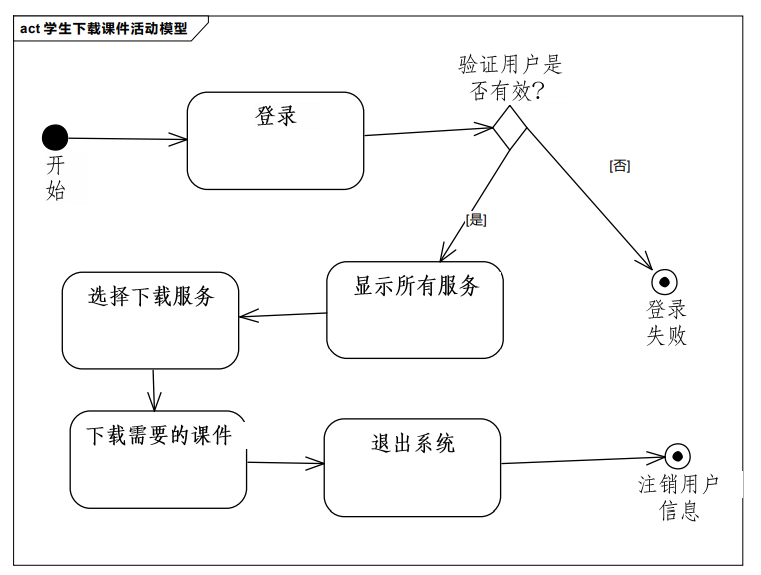 act 学生下载课件活动模型
验证用户是
否有效?
登录
开
始
[否]
[是]
显示所有服务
选择下载服务
登录
失败
下载需要的课件
退出系统
注销用户
信息